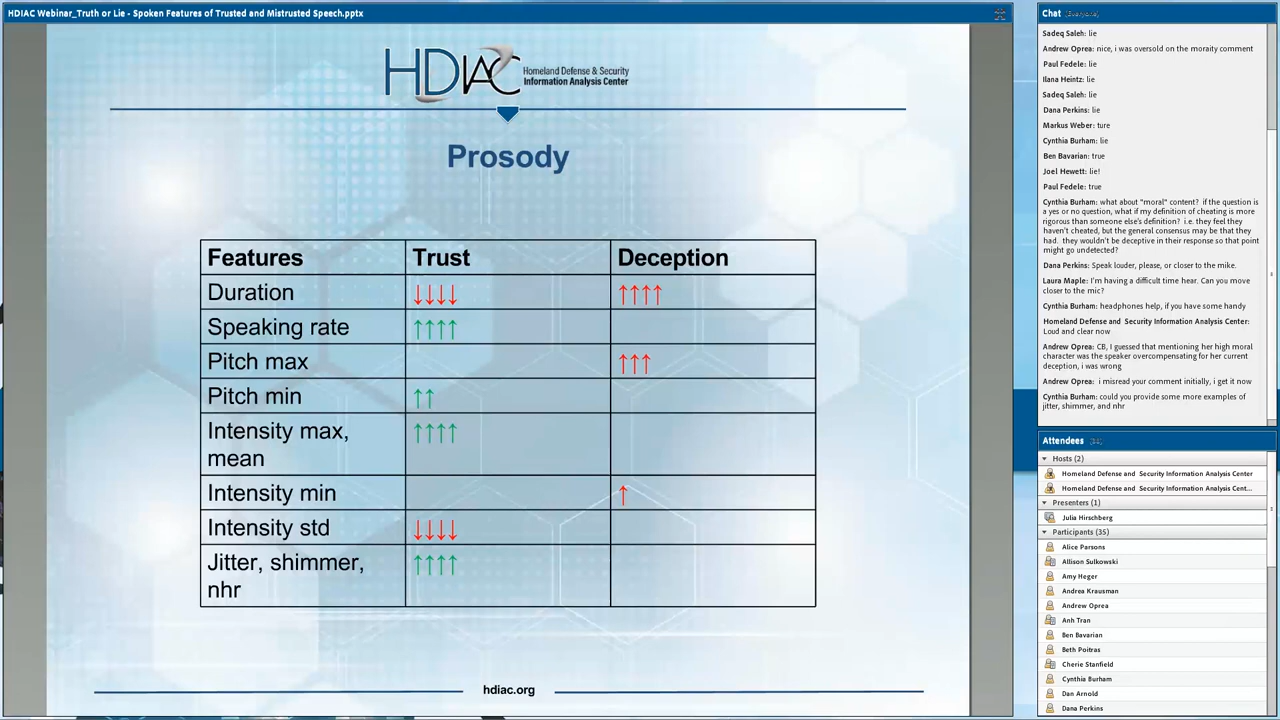 HDIAC Webinar_Truth or Lie - Spoken Features of Trusted and Mistrusted Speech.pptx
HDIAC
Homeland Defense & Security
Information Analysis Center
Prosody
Features Trust Deception
Duration ↓↓↓↓ ↑↑↑↑
Speaking rate ↑↑↑↑
Pitch max ↑↑↑
Pitch min ↑↑
Intensity max, ↑↑↑↑
mean
Intensity min ↑
Intensity std ↓↓↓↓
Jitter, shimmer, ↑↑↑↑
nhr
hdiac.org
Chat (Everyone)
Sadeq Saleh: lie
Andrew Oprea: nice, i was oversold on the moraity comment
Paul Fedele: lie
Ilana Heintz: lie
Sadeq Saleh: lie
Dana Perkins: lie
Markus Weber: ture
Cynthia Burham: lie
Ben Bavarian: true
Joel Hewett: lie!
Paul Fedele: true
Cynthia Burham: what about "moral" content? if the question is
a yes or no question, what if my definition of cheating is more
rigorous than someone else's definition? i.e. they feel they
haven't cheated, but the general consensus may be that they
had. they wouldn't be deceptive in their response so that point
might go undetected?
Dana Perkins: Speak louder, please, or closer to the mike.
Laura Maple: I'm having a difficult time hear. Can you move
closer to the mic?
Cynthia Burham: headphones help, if you have some handy
Homeland Defense and Security Information Analysis Center:
Loud and clear now
Andrew Oprea: CB, I guessed that mentioning her high moral
character was the speaker overcompensating for her current
deception, i was wrong
Andrew Oprea: i misread your comment initially, i get it now
Cynthia Burham: could you provide some more examples of
jitter, shimmer, and nhr
Attendees
Hosts (2)
Homeland Defense and Security Information Analysis Center
Homeland Defense and Security Information Analysis Cent...
Presenters (1)
Julia Hirschberg
Participants (35)
Alice Parsons
Allison Sulkowski
Amy Heger
Andrea Krausman
Andrew Oprea
Anh Tran
Ben Bavarian
Beth Poitras
Cherie Stanfield
Cynthia Burham
Dan Arnold
Dana Perkins